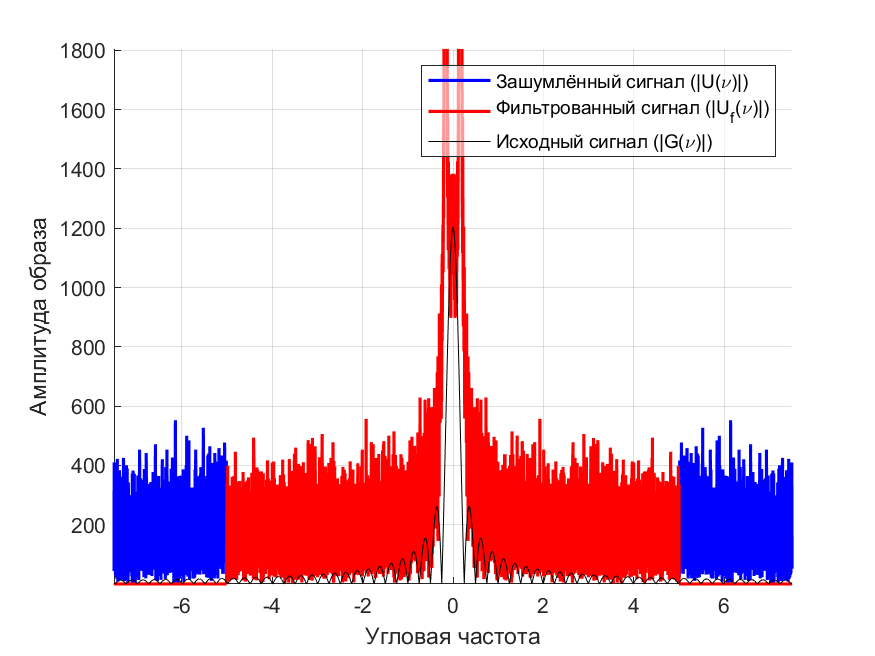 1800
1600
1400
1200
1000
800
600
400
200
Амплитуда образа
Зашумлённый сигнал (|U(ν)|)
Фильтрованный сигнал (|U_f(ν)|)
Исходный сигнал (|G(ν)|)
-6 -4 -2 0 2 4 6
Угловая частота